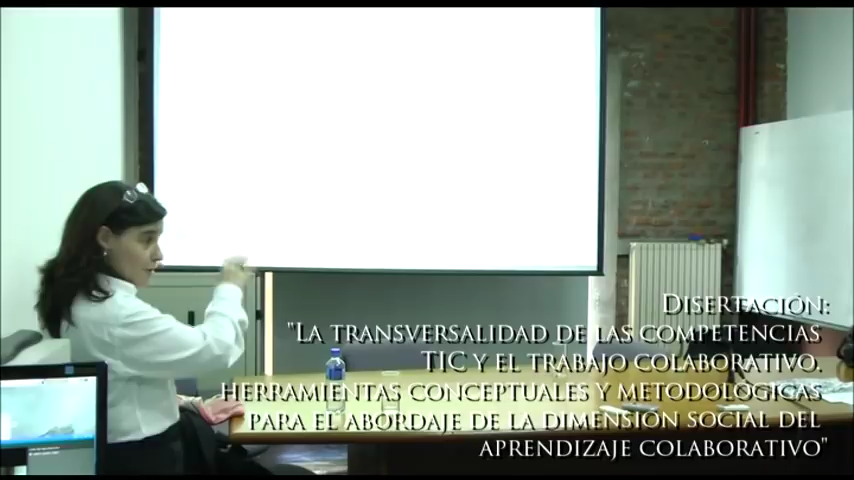 DISERTACIÓN:
"LA TRANSVERSALIDAD DE LAS COMPETENCIAS
TIC Y EL TRABAJO COLABORATIVO.
HERRAMIENTAS CONCEPTUALES Y METODOLÓGICAS
PARA EL ABORDAJE DE LA DIMENSIÓN SOCIAL DEL
APRENDIZAJE COLABORATIVO"